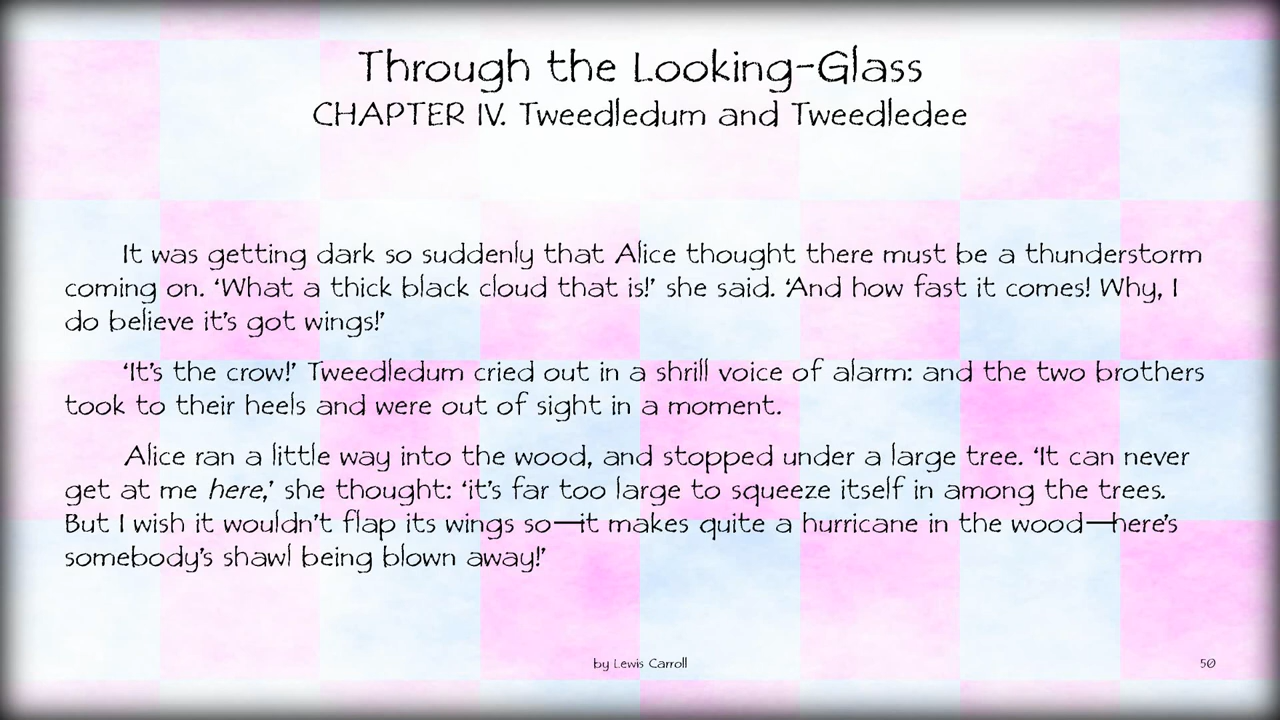 Through the Looking-Glass
CHAPTER IV. Tweedledum and Tweedledee
It was getting dark so suddenly that Alice thought there must be a thunderstorm
coming on. ‘What a thick black cloud that is!’ she said. ‘And how fast it comes! Why, I
do believe it’s got wings!’
‘It’s the crow!’ Tweedledum cried out in a shrill voice of alarm: and the two brothers
took to their heels and were out of sight in a moment.
Alice ran a little way into the wood, and stopped under a large tree. ‘It can never
get at me here,’ she thought: ‘it’s far too large to squeeze itself in among the trees.
But I wish it wouldn’t flap its wings so—it makes quite a hurricane in the wood—here’s
somebody’s shawl being blown away!’
by Lewis Carroll
50